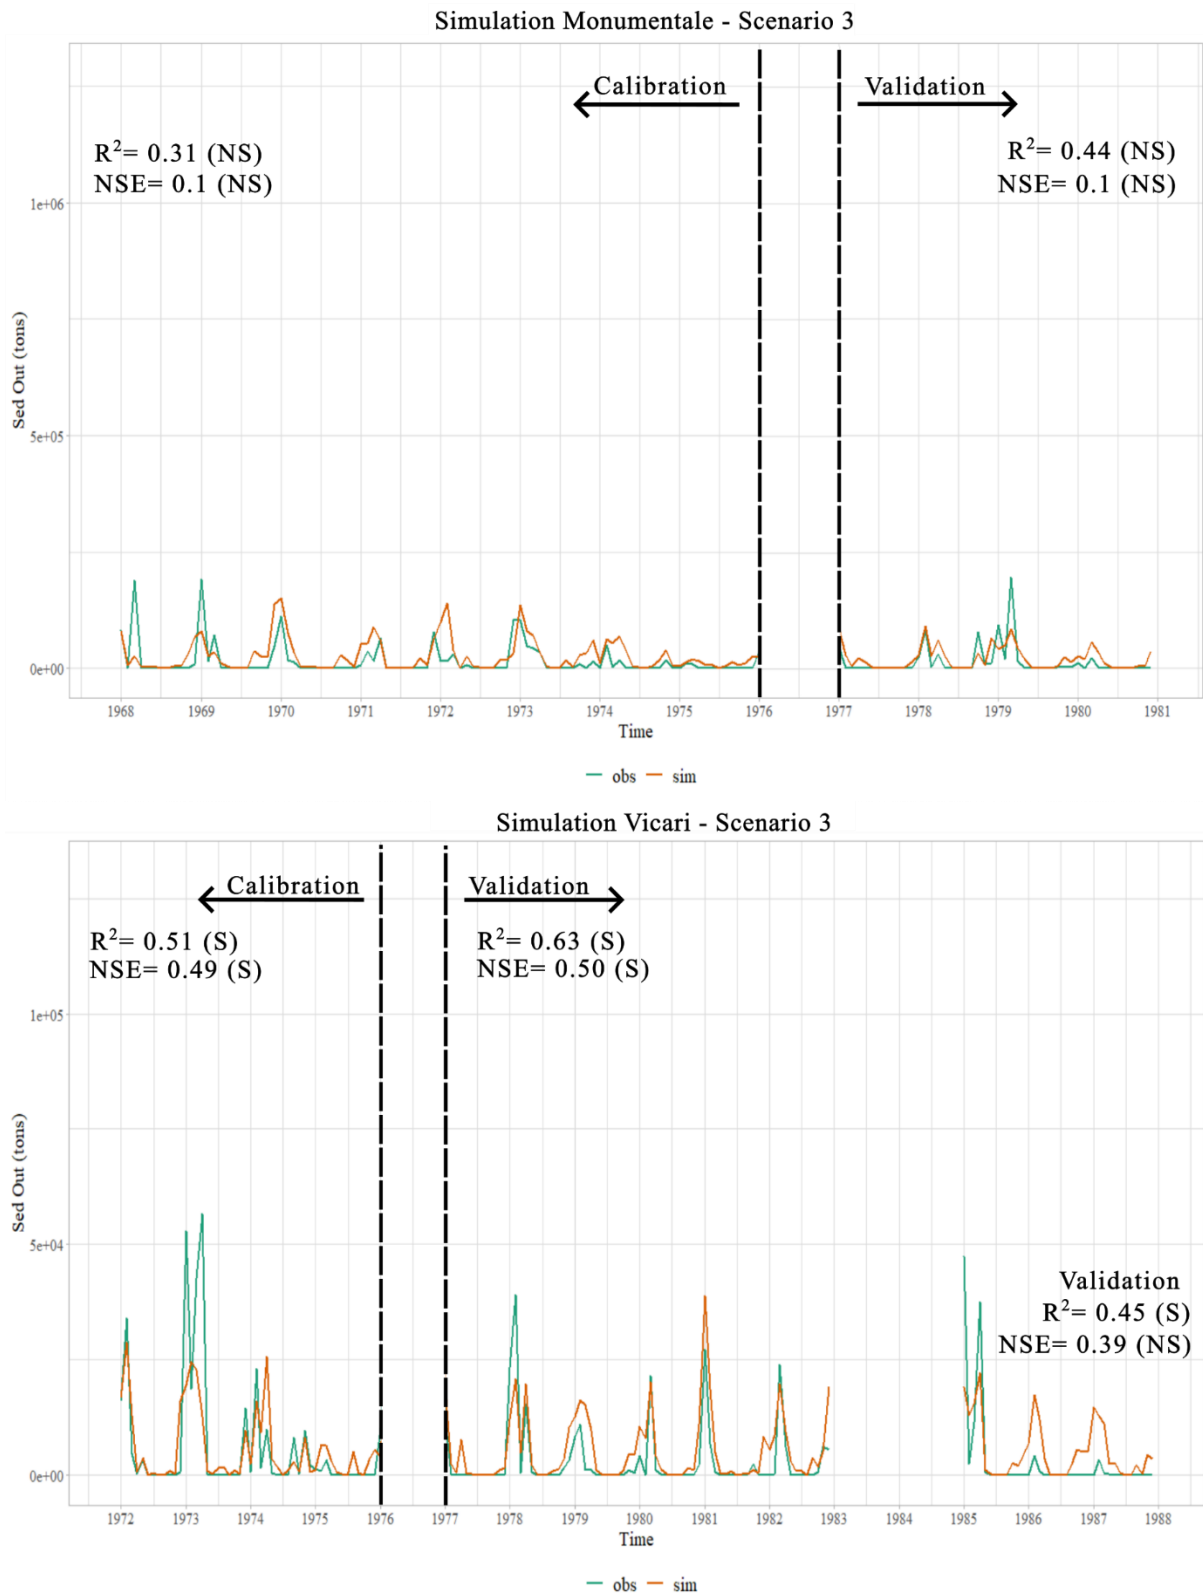 Simulation Monumentale - Scenario 3
Calibration
Validation
R²= 0.31 (NS)
NSE= 0.1 (NS)
R²= 0.44 (NS)
NSE= 0.1 (NS)
Sed Out (tons)
1e+06
5e+05
0e+00
1968 1969 1970 1971 1972 1973 1974 1975 1976 1977 1978 1979 1980 1981
Time
obs sim
Simulation Vicari - Scenario 3
Calibration
Validation
R²= 0.51 (S)
NSE= 0.49 (S)
R²= 0.63 (S)
NSE= 0.50 (S)
Validation
R²= 0.45 (S)
NSE= 0.39 (NS)
Sed Out (tons)
1e+05
5e+04
0e+00
1972 1973 1974 1975 1976 1977 1978 1979 1980 1981 1982 1983 1984 1985 1986 1987 1988
Time
obs sim